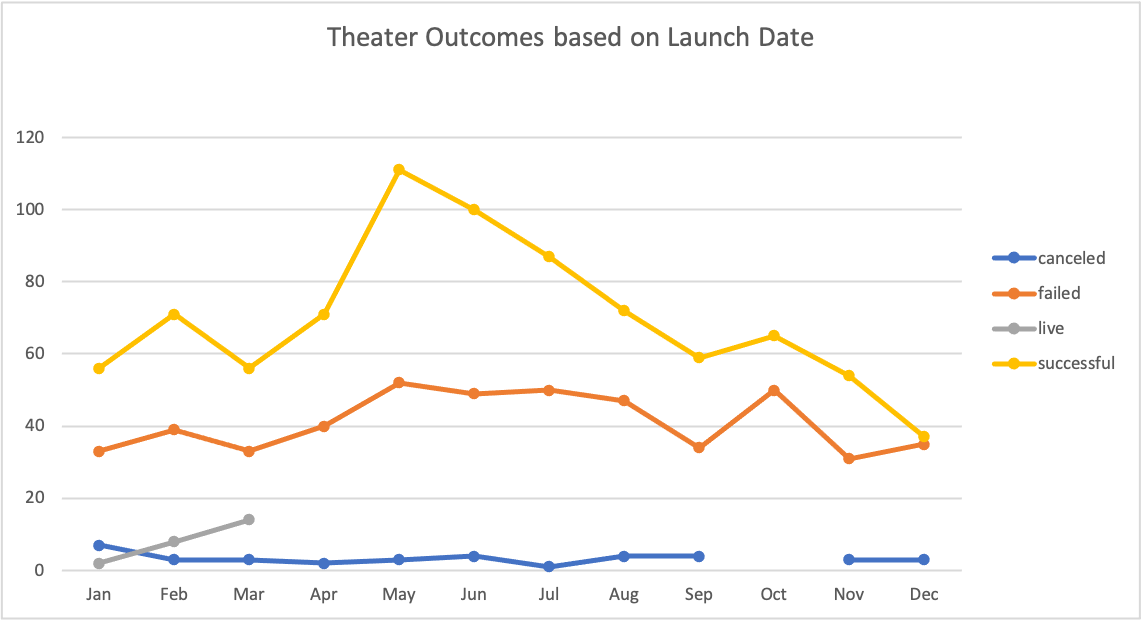 Theater Outcomes based on Launch Date
120
100
80
60
40
20
0
Jan Feb Mar Apr May Jun Jul Aug Sep Oct Nov Dec
canceled
failed
live
successful